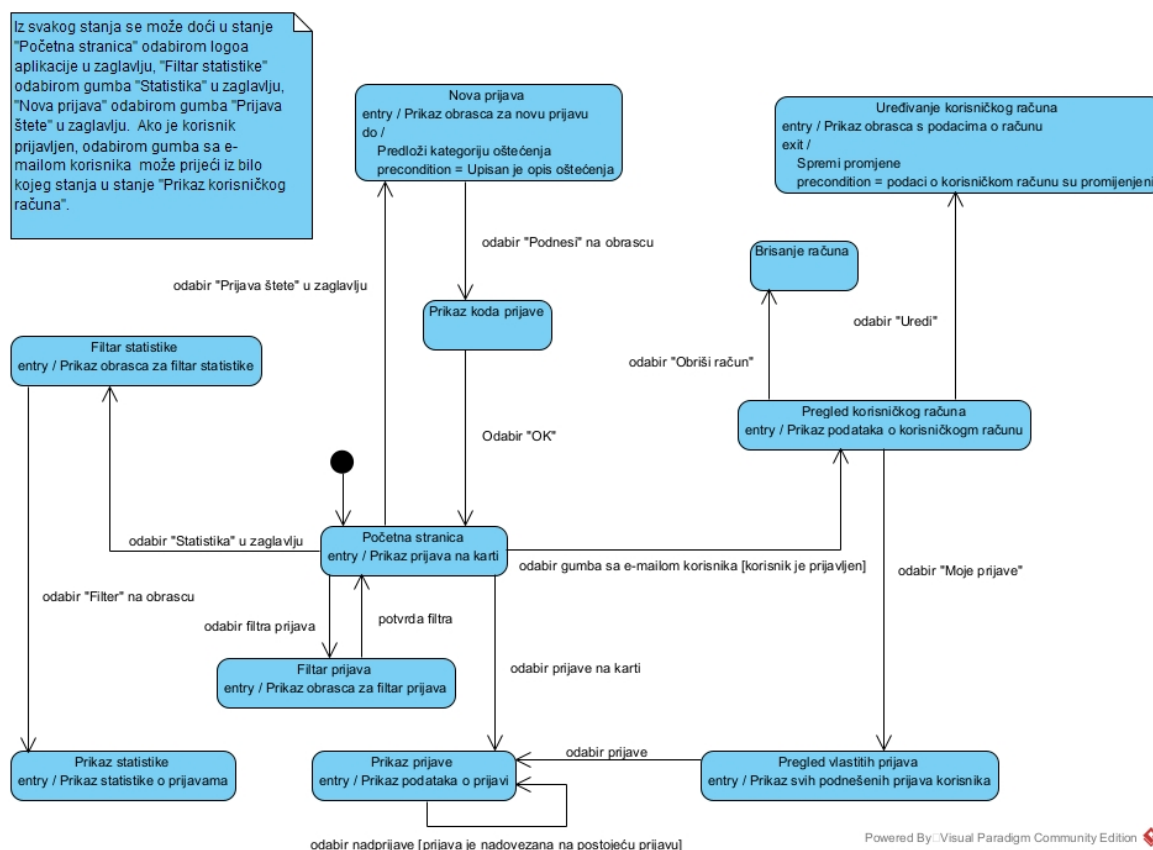 Iz svakog stanja se može doći u stanje
"Početna stranica" odabirom logoa
aplikacije u zaglavlju, "Filtar statistike"
odabirom gumba "Statistika" u zaglavlju,
"Nova prijava" odabirom gumba "Prijava
štete" u zaglavlju.  Ako je korisnik
prijavljen, odabirom gumba sa e-
mailom korisnika  može prijeći iz bilo
kojeg stanja u stanje "Prikaz korisničkog
računa".
Nova prijava
entry / Prikaz obrasca za novu prijavu
do /
Predloži kategoriju oštećenja
precondition = Upisan je opis oštećenja
Uređivanje korisničkog računa
entry / Prikaz obrasca s podacima o računu
exit /
Spremi promjene
precondition = podaci o korisničkom računu su promijenjeni
odabir "Podnesi" na obrascu
Brisanje računa
odabir "Prijava štete" u zaglavlju
Prikaz koda prijave
odabir "Uredi"
Filtar statistike
entry / Prikaz obrasca za filtar statistike
odabir "Obriši račun"
Pregled korisničkog računa
entry / Prikaz podataka o korisničkogm računu
Odabir "OK"
odabir "Statistika" u zaglavlju
Početna stranica
entry / Prikaz prijava na karti
odabir gumba sa e-mailom korisnika [korisnik je prijavljen]
odabir "Moje prijave"
odabir "Filter" na obrascu
odabir filtra prijava
potvrda filtra
Filtar prijava
entry / Prikaz obrasca za filtar prijava
odabir prijave na karti
Prikaz statistike
entry / Prikaz statistike o prijavama
Prikaz prijave
entry / Prikaz podataka o prijavi
odabir prijave
Pregled vlastitih prijava
entry / Prikaz svih podnešenih prijava korisnika
odabir nadprijave [prijava je nadovezana na postojeću prijavu]
Powered By Visual Paradigm Community Edition